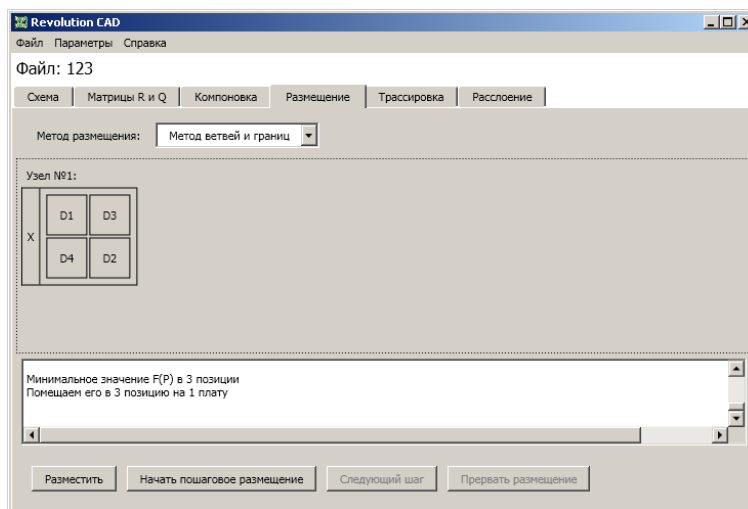 Revolution CAD
Файл Параметры Справка
Файл: 123
Схема Матрицы R и Q Компоновка Размещение Трассировка Расслоение
Метод размещения: Метод ветвей и границ
Узел №1:
D1 D3
X
D4 D2
Минимальное значение F(P) в 3 позиции
Помещаем его в 3 позицию на 1 плату
Разместить Начать пошаговое размещение Следующий шаг Прервать размещение